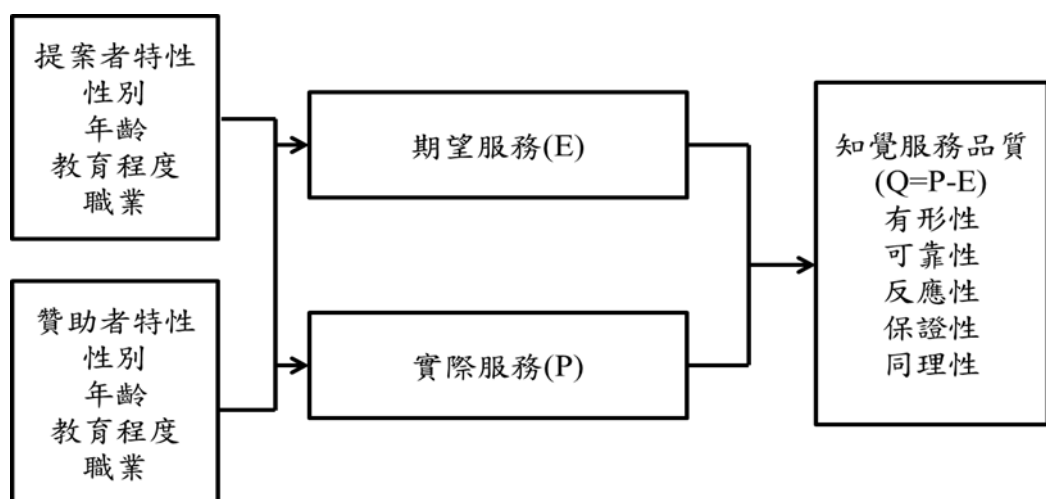 提案者特性
性別
年齡
教育程度
職業
贊助者特性
性別
年齡
教育程度
職業
期望服務(E)
實際服務(P)
知覺服務品質
(Q=P-E)
有形性
可靠性
反應性
保證性
同理性